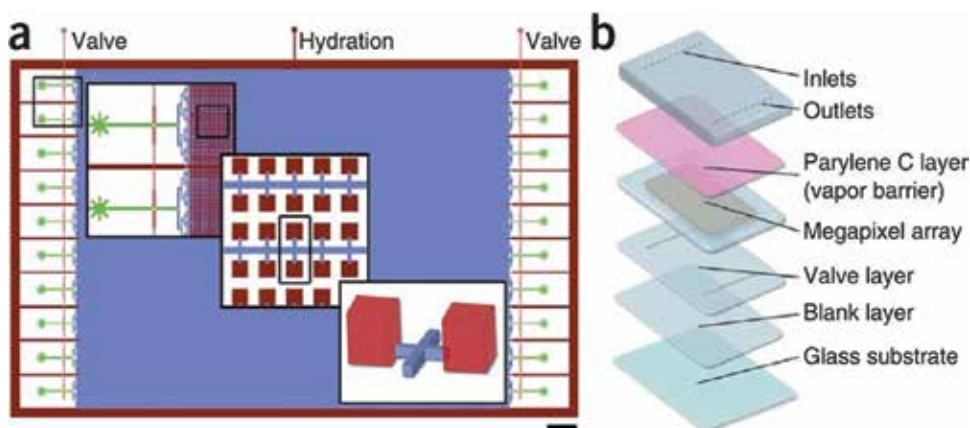 a
Valve
Hydration
Valve
b
Inlets
Outlets
Parylene C layer
(vapor barrier)
Megapixel array
Valve layer
Blank layer
Glass substrate